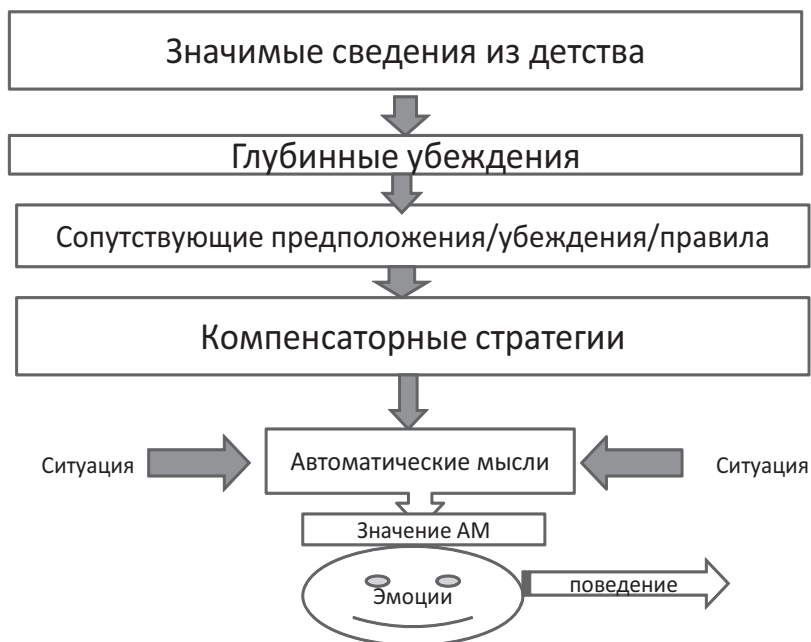 Значимые сведения из детства
Глубинные убеждения
Сопутствующие предположения/убеждения/правила
Компенсаторные стратегии
Ситуация
Автоматические мысли
Ситуация
Значение АМ
Эмоции
поведение